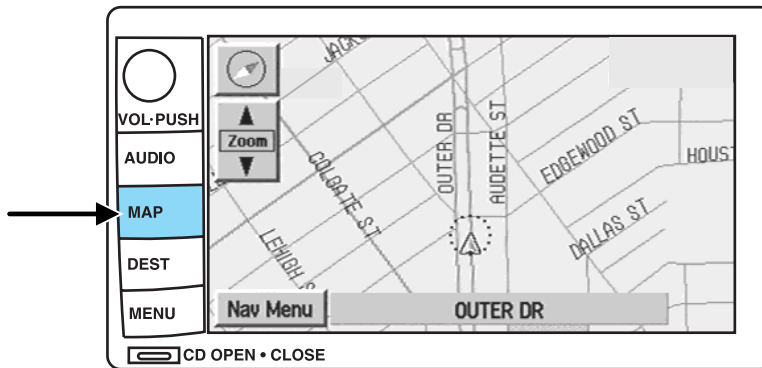 VOL·PUSH
AUDIO
MAP
DEST
MENU
CD OPEN • CLOSE
Zoom
COLGATE ST
LEHIGH
OUTER DR
AUDETTE ST
EDGEWOOD ST
HOUST
DALLAS ST
Nav Menu
OUTER DR